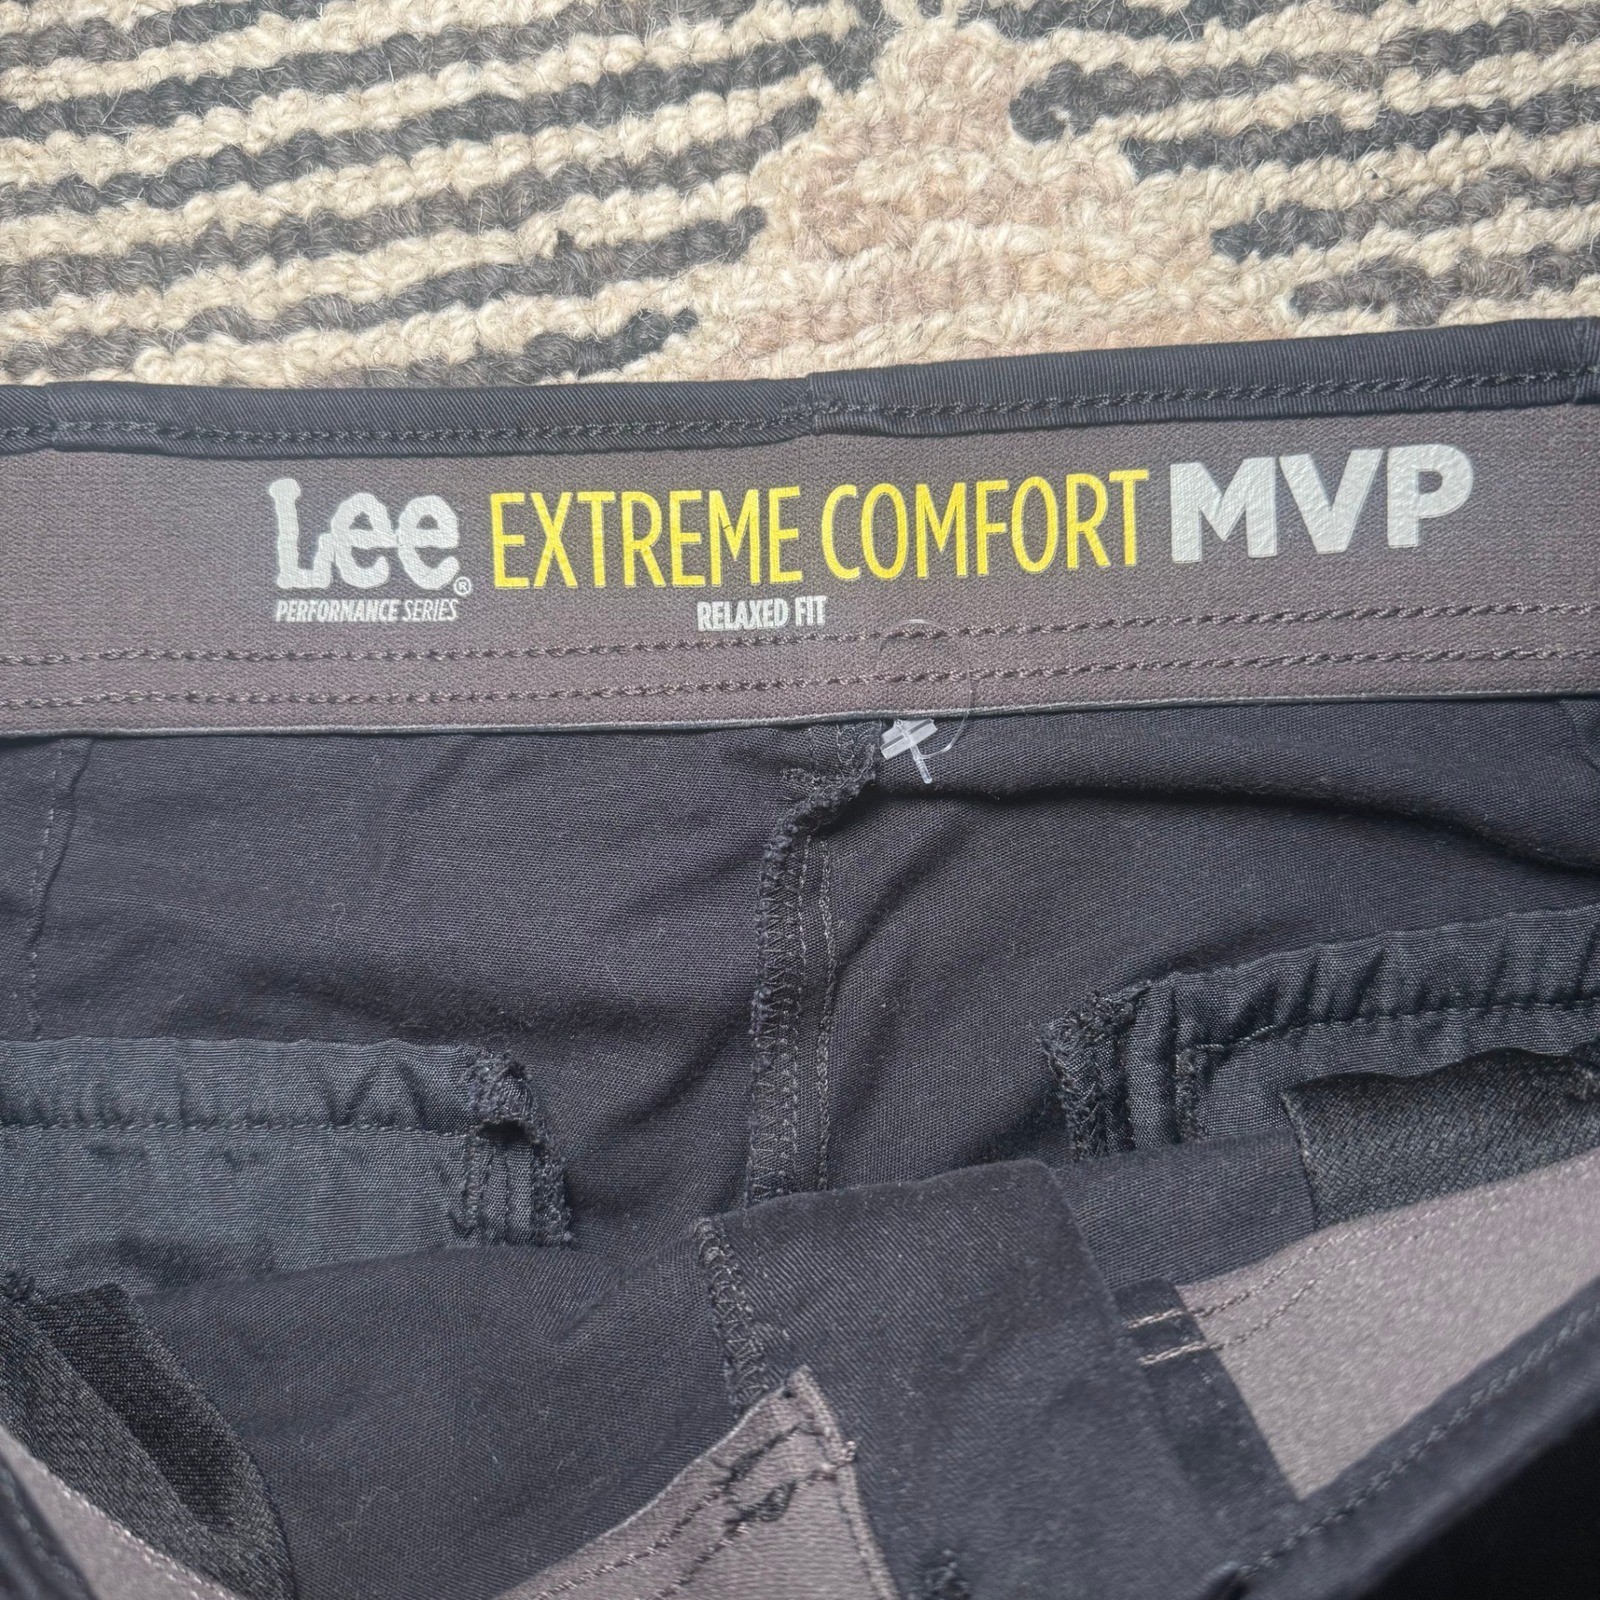 Lee® EXTREME COMFORT MVP
PERFORMANCE SERIES RELAXED FIT